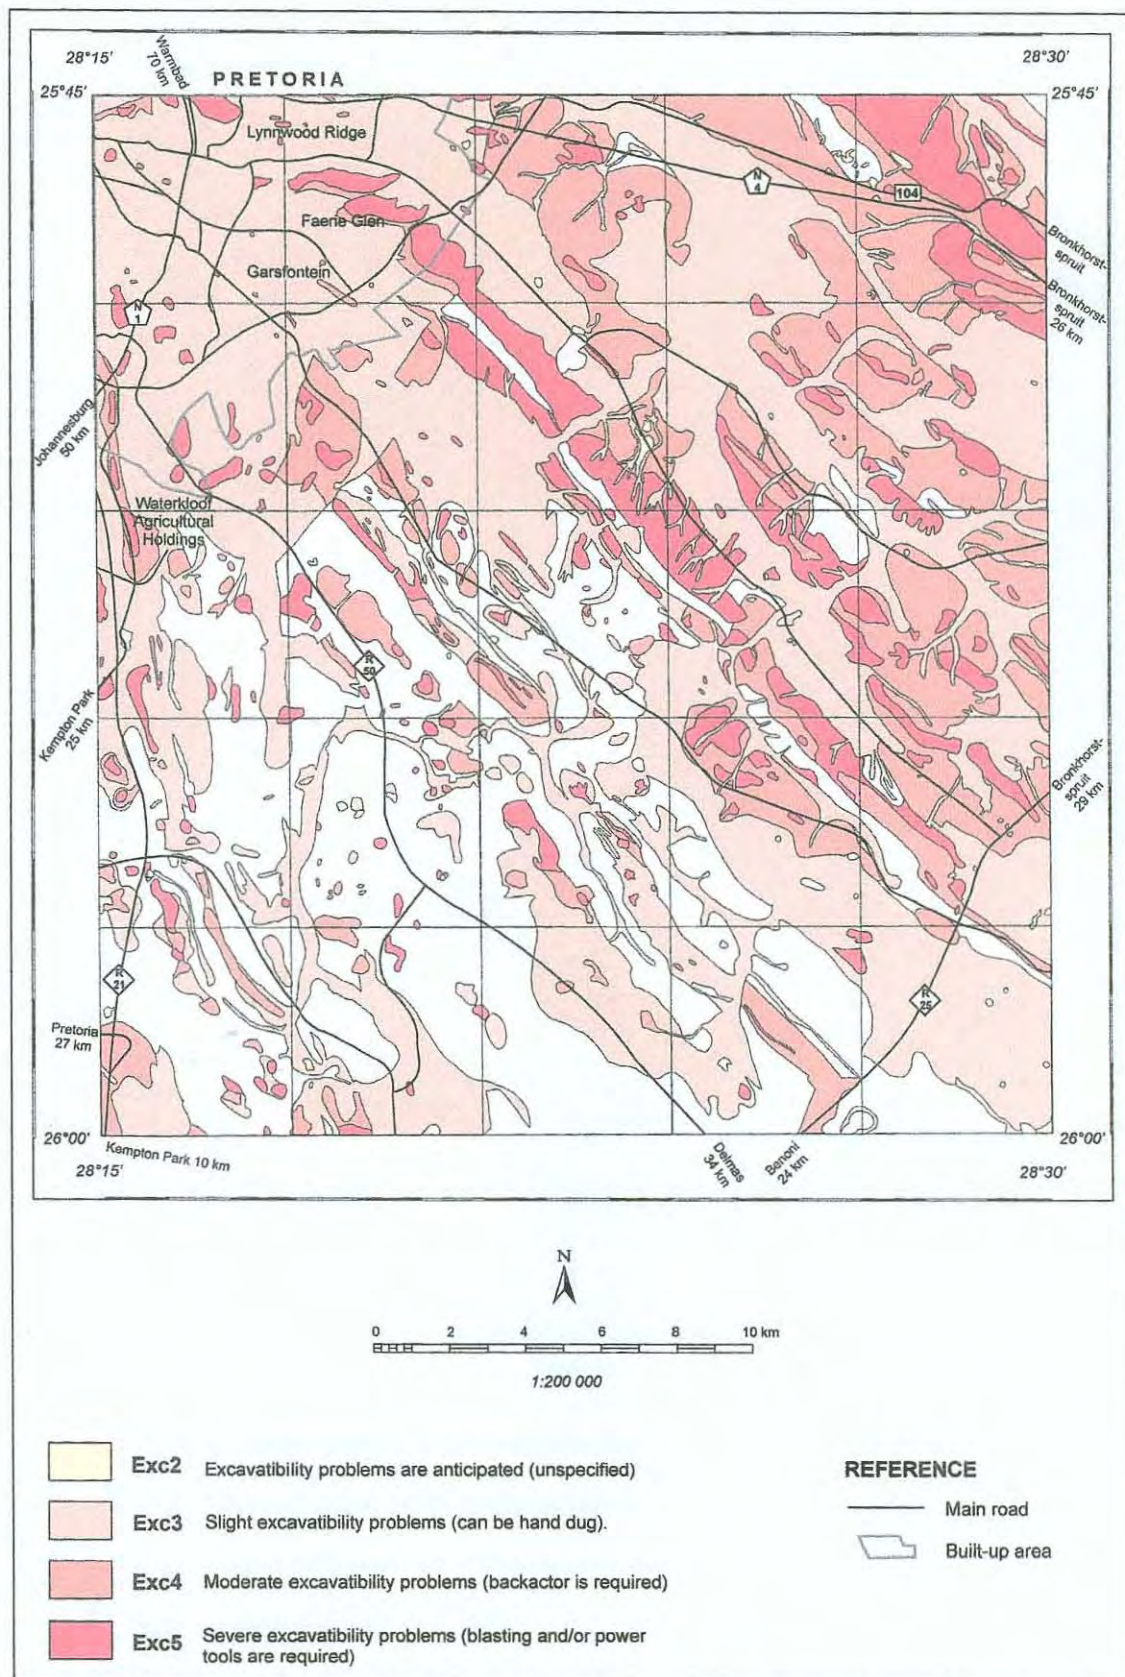 28°15'
28°30'
Warmbad
70 km
PRETORIA
25°45'
25°45'
Lynnwood Ridge
N
4
104
Faerie Glen
Garsfontein
Bronkhorst-
spruit
Bronkhorst-
spruit
26 km
N
1
Johannesburg
50 km
Waterkloof
Agricultural
Holdings
R
50
Kempton Park
25 km
Bronkhorst-
spruit
29 km
R
21
R
25
Pretoria
27 km
26°00'
26°00'
Kempton Park 10 km
Delmas
34 km
Benoni
24 km
28°15'
28°30'
N
0 2 4 6 8 10 km
1:200 000
Exc2 Excavatibility problems are anticipated (unspecified)
Exc3 Slight excavatibility problems (can be hand dug).
Exc4 Moderate excavatibility problems (backactor is required)
Exc5 Severe excavatibility problems (blasting and/or power
tools are required)
REFERENCE
Main road
Built-up area